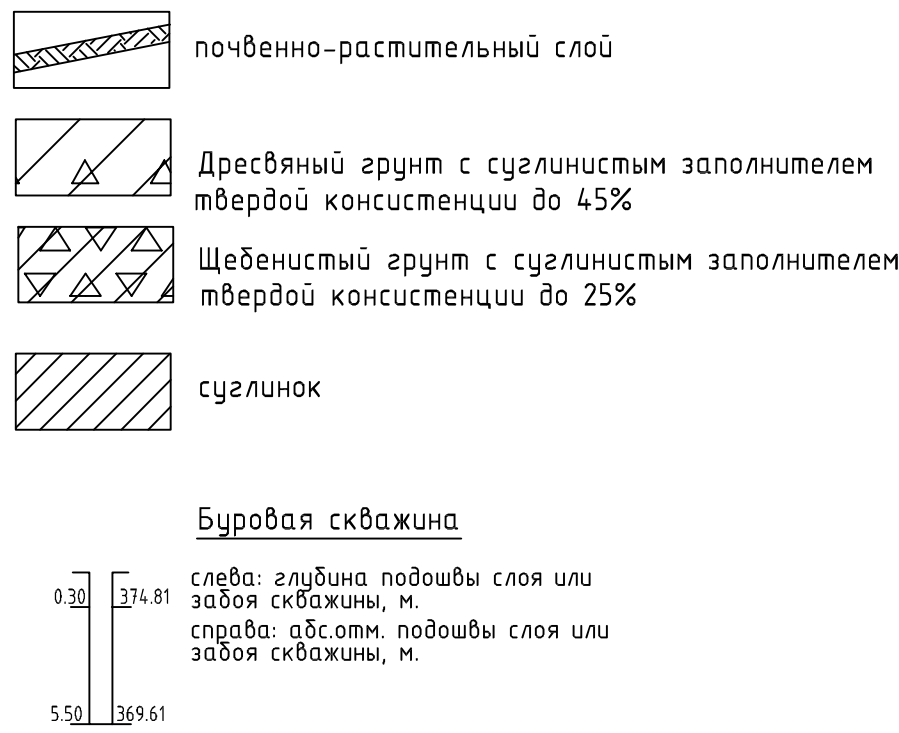 почвенно-растительный слой
Дресвяный грунт с суглинистым заполнителем
твердой консистенции до 45%
Щебенистый грунт с суглинистым заполнителем
твердой консистенции до 25%
суглинок
Буровая скважина
слева: глубина подошвы слоя или
забоя скважины, м.
справа: абс.отм. подошвы слоя или
забоя скважины, м.
0.30 374.81
5.50 369.61